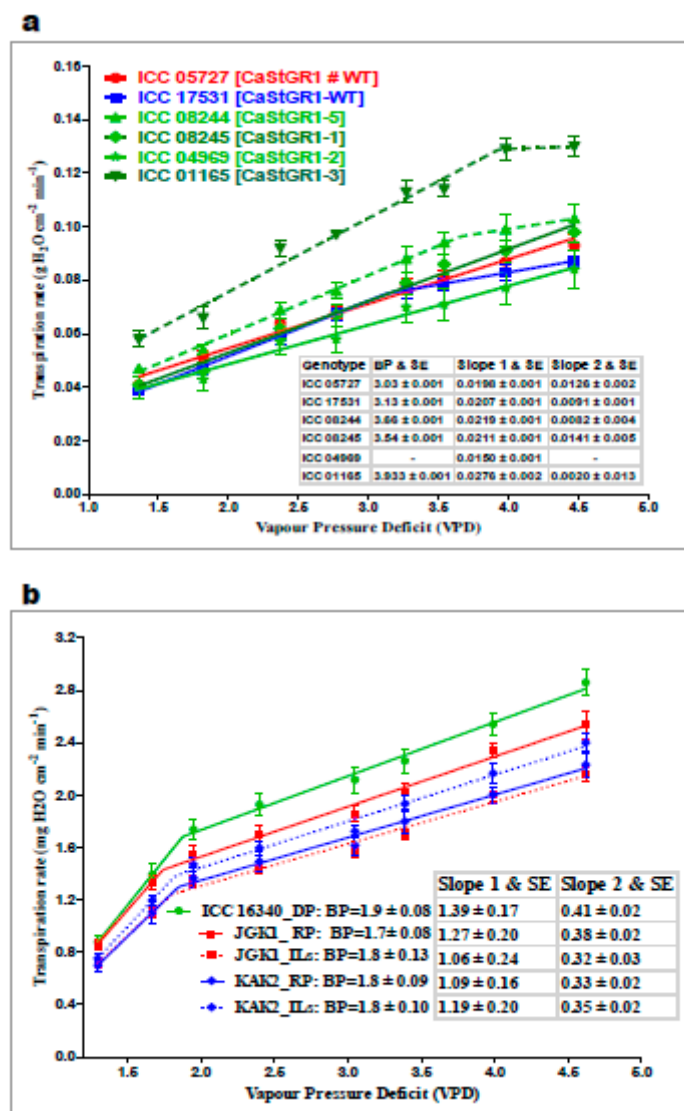 a
0.16
0.14
0.12
0.10
0.08
0.06
0.04
0.02
0.00
Transpiration rate (g H2O cm⁻² min⁻¹)
ICC 05727 [CaStGR1 # WT]
ICC 17531 [CaStGR1-WT]
ICC 08244 [CaStGR1-5]
ICC 08245 [CaStGR1-1]
ICC 04969 [CaStGR1-2]
ICC 01165 [CaStGR1-3]
Genotype BP & SE Slope 1 & SE Slope 2 & SE
ICC 05727 3.03 ± 0.001 0.0198 ± 0.001 0.0126 ± 0.002
ICC 17531 3.13 ± 0.001 0.0207 ± 0.001 0.0091 ± 0.001
ICC 08244 3.66 ± 0.001 0.0219 ± 0.001 0.0082 ± 0.004
ICC 08245 3.54 ± 0.001 0.0211 ± 0.001 0.0141 ± 0.005
ICC 04969 - 0.0150 ± 0.001 -
ICC 01165 3.933 ± 0.001 0.0276 ± 0.002 0.0020 ± 0.013
1.0 1.5 2.0 2.5 3.0 3.5 4.0 4.5 5.0
Vapour Pressure Deficit (VPD)
b
3.2
2.8
2.4
2.0
1.6
1.2
0.8
0.4
0.0
Transpiration rate (mg H2O cm⁻² min⁻¹)
Slope 1 & SE Slope 2 & SE
ICC 16340_DP: BP=1.9 ± 0.08 1.39 ± 0.17 0.41 ± 0.02
JGK1_ RP: BP=1.7± 0.08 1.27 ± 0.20 0.38 ± 0.02
JGK1_ILs: BP=1.8 ± 0.13 1.06 ± 0.24 0.32 ± 0.03
KAK2_RP: BP=1.8 ± 0.09 1.09 ± 0.16 0.33 ± 0.02
KAK2_ILs: BP=1.8 ± 0.10 1.19 ± 0.20 0.35 ± 0.02
1.5 2.0 2.5 3.0 3.5 4.0 4.5 5.0
Vapour Pressure Deficit (VPD)